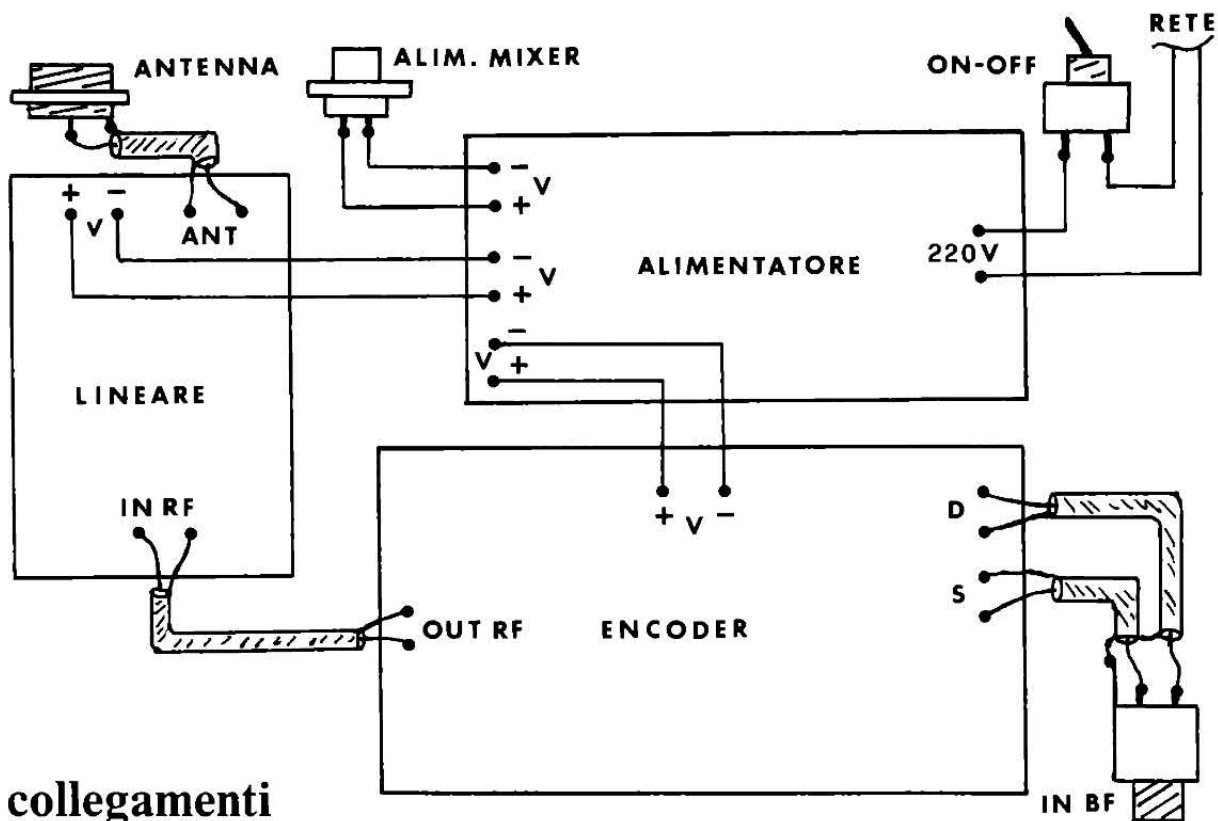 RETE
ANTENNA
ALIM. MIXER
ON-OFF
+ −
V
ANT
−
V
+
−
V
+
−
V
+
ALIMENTATORE
220V
LINEARE
IN RF
+ V −
D
S
OUT RF
ENCODER
IN BF
collegamenti